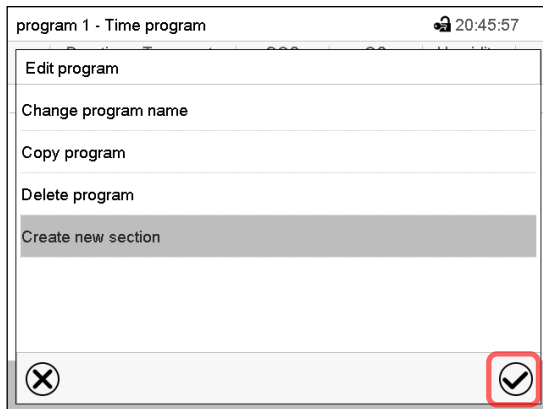 program 1 - Time program 20:45:57
Edit program
Change program name
Copy program
Delete program
Create new section